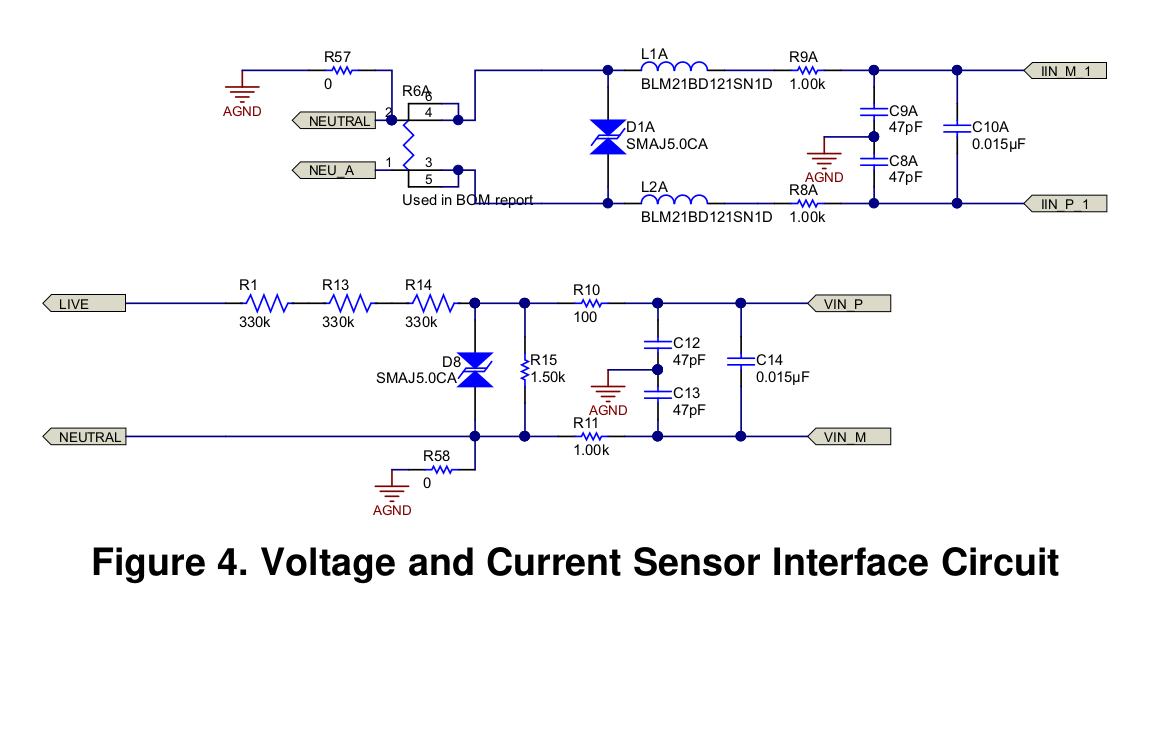 R57
0
AGND
NEUTRAL
NEU_A
R6A
6
2
4
1
3
5
Used in BOM report
L1A
BLM21BD121SN1D
D1A
SMAJ5.0CA
L2A
BLM21BD121SN1D
R9A
1.00k
C9A
47pF
C10A
0.015µF
AGND
C8A
47pF
R8A
1.00k
IIN_M_1
IIN_P_1
LIVE
R1
330k
R13
330k
R14
330k
R10
100
VIN_P
D8
SMAJ5.0CA
R15
1.50k
C12
47pF
C14
0.015µF
AGND
C13
47pF
R11
1.00k
NEUTRAL
VIN_M
R58
0
AGND
Figure 4. Voltage and Current Sensor Interface Circuit